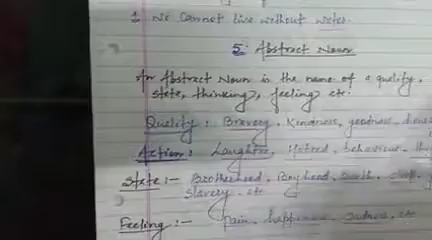 1. We cannot live without water.
5. Abstract Noun
An Abstract Noun is the name of a quality,
state, thinking, feeling etc.
Quality : Bravery, Kindness, goodness,
Action : Laughter, Hatred, behaviour,
State :- Brotherhood, Boyhood,
slavery, etc
Feeling :- Pain, happiness, etc